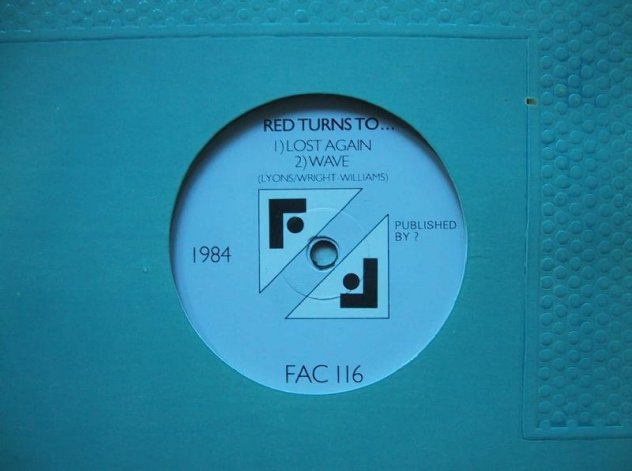 RED TURNS TO...
1) LOST AGAIN
2) WAVE
(LYONS/WRIGHT-WILLIAMS)
PUBLISHED
BY ?
1984
FAC 116